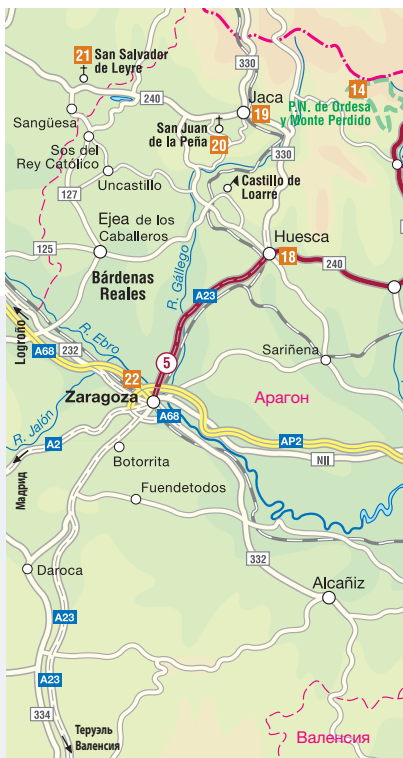 21 San Salvador
de Leyre
330
14
240
Jaca
19
P.N. de Ordesa
y Monte Perdido
Sangüesa
San Juan
de la Peña
20
330
Sos del
Rey Católico
Uncastillo
Castillo de
Loarre
127
Ejea de los
Caballeros
Huesca
18
240
125
Bárdenas
Reales
R. Gállego
A23
Logroño
A68
232
R. Ebro
5
Sariñena
22
Zaragoza
Арагон
A68
R. Jalón
A2
AP2
NII
Мадрид
Botorrita
Fuendetodos
332
Daroca
Alcañiz
A23
A23
334
Теруэль
Валенсия
Валенсия